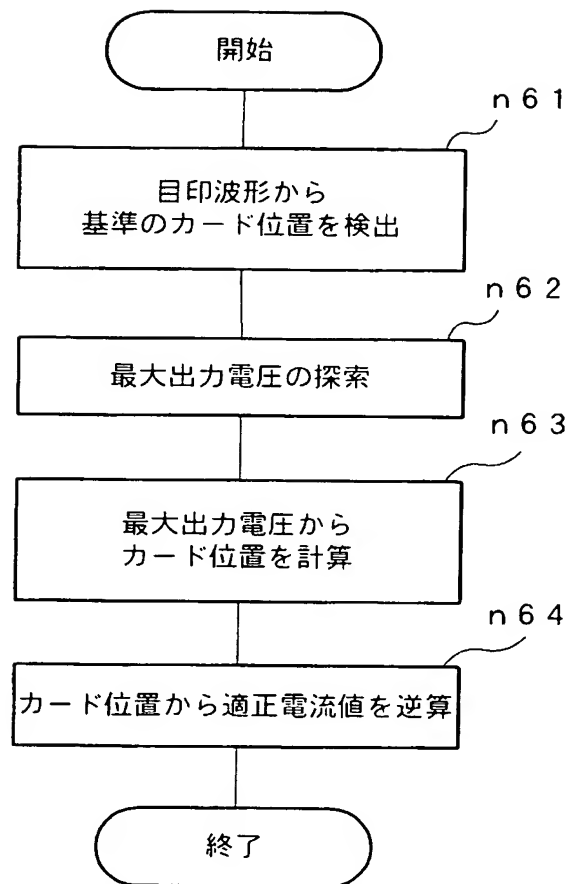 開始
n61
目印波形から
基準のカード位置を検出
n62
最大出力電圧の探索
n63
最大出力電圧から
カード位置を計算
n64
カード位置から適正電流値を逆算
終了